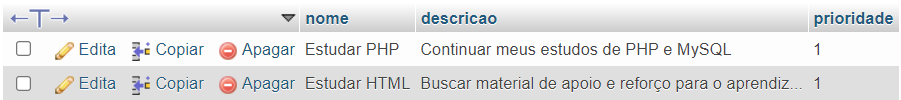 nome descricao prioridade
Edita Copiar Apagar Estudar PHP Continuar meus estudos de PHP e MySQL 1
Edita Copiar Apagar Estudar HTML Buscar material de apoio e reforço para o aprendiz... 1